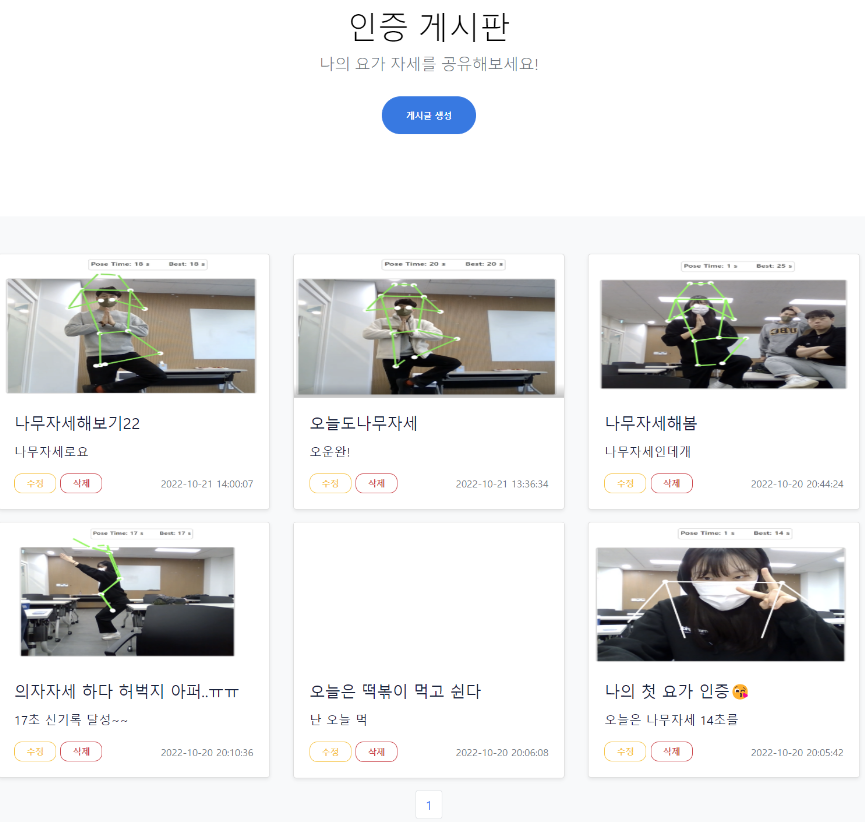 인증 게시판
나의 요가 자세를 공유해보세요!
게시글 생성
Pose Time: 18 s Best: 18 s
Pose Time: 20 s Best: 20 s
Pose Time: 1 s Best: 25 s
나무자세해보기22
오늘도나무자세
나무자세해봄
나무자세로요
오운완!
나무자세인데개
수정 삭제 2022-10-21 14:00:07
수정 삭제 2022-10-21 13:36:34
수정 삭제 2022-10-20 20:44:24
Pose Time: 17 s Best: 17 s
Pose Time: 1 s Best: 14 s
의자자세 하다 허벅지 아퍼..ㅠㅠ
오늘은 떡볶이 먹고 쉰다
나의 첫 요가 인증😘
17초 신기록 달성~~
난 오늘 먹
오늘은 나무자세 14초를
수정 삭제 2022-10-20 20:10:36
수정 삭제 2022-10-20 20:06:08
수정 삭제 2022-10-20 20:05:42
1